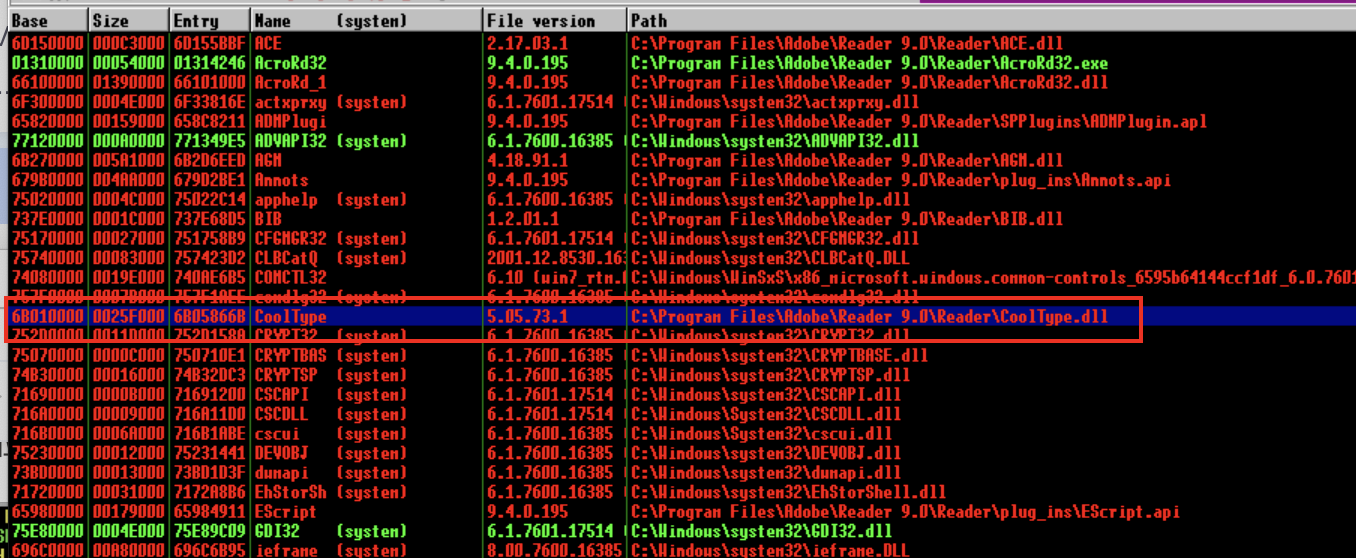 Base Size Entry Name (system) File version Path
6D150000 000C3000 6D155BBF ACE 2.17.03.1 C:\Program Files\Adobe\Reader 9.0\Reader\ACE.dll
01310000 00054000 01314246 AcroRd32 9.4.0.195 C:\Program Files\Adobe\Reader 9.0\Reader\AcroRd32.exe
66100000 01390000 66101000 AcroRd_1 9.4.0.195 C:\Program Files\Adobe\Reader 9.0\Reader\AcroRd32.dll
6F300000 0004E000 6F33816E actxprxy (system) 6.1.7601.17514 C:\Windows\system32\actxprxy.dll
65820000 00159000 658C8211 ADMPlugi 9.4.0.195 C:\Program Files\Adobe\Reader 9.0\Reader\SPPlugins\ADMPlugin.apl
77120000 000A0000 771349E5 ADVAPI32 (system) 6.1.7600.16385 C:\Windows\system32\ADVAPI32.dll
6B270000 005A1000 6B2D6EED AGM 4.18.91.1 C:\Program Files\Adobe\Reader 9.0\Reader\AGM.dll
679B0000 004AA000 679D2BE1 Annots 9.4.0.195 C:\Program Files\Adobe\Reader 9.0\Reader\plug_ins\Annots.api
75020000 0004C000 75022C14 apphelp (system) 6.1.7600.16385 C:\Windows\system32\apphelp.dll
737E0000 0001C000 737E68D5 BIB 1.2.01.1 C:\Program Files\Adobe\Reader 9.0\Reader\BIB.dll
75170000 00027000 751758B9 CFGMGR32 (system) 6.1.7601.17514 C:\Windows\system32\CFGMGR32.dll
75740000 00083000 757423D2 CLBCatQ (system) 2001.12.8530.16 C:\Windows\system32\CLBCatQ.DLL
74080000 0019E000 740AE6B5 COMCTL32 6.10 (win7_rtm. C:\Windows\WinSxS\x86_microsoft.windows.common-controls_6595b64144ccf1df_6.0.7601
757F0000 0007B000 757F1AEE comdlg32 (system) 6.1.7600.16385 C:\Windows\system32\comdlg32.dll
6B010000 0025F000 6B05866B CoolType 5.05.73.1 C:\Program Files\Adobe\Reader 9.0\Reader\CoolType.dll
752D0000 0011D000 752D1588 CRYPT32 (system) 6.1.7600.16385 C:\Windows\system32\CRYPT32.dll
75070000 0000C000 750710E1 CRYPTBAS (system) 6.1.7600.16385 C:\Windows\system32\CRYPTBASE.dll
74B30000 00016000 74B32DC3 CRYPTSP (system) 6.1.7600.16385 C:\Windows\system32\CRYPTSP.dll
71690000 0000B000 71691200 CSCAPI (system) 6.1.7601.17514 C:\Windows\system32\CSCAPI.dll
716A0000 00009000 716A11D0 CSCDLL (system) 6.1.7601.17514 C:\Windows\System32\CSCDLL.dll
716B0000 0006A000 716B1ABE cscui (system) 6.1.7600.16385 C:\Windows\System32\cscui.dll
75230000 00012000 75231441 DEVOBJ (system) 6.1.7600.16385 C:\Windows\system32\DEVOBJ.dll
73BD0000 00013000 73BD1D3F dwmapi (system) 6.1.7600.16385 C:\Windows\system32\dwmapi.dll
71720000 00031000 7172A8B6 EhStorSh (system) 6.1.7600.16385 C:\Windows\system32\EhStorShell.dll
65980000 00179000 65984911 EScript 9.4.0.195 C:\Program Files\Adobe\Reader 9.0\Reader\plug_ins\EScript.api
75E80000 0004E000 75E89C09 GDI32 (system) 6.1.7601.17514 C:\Windows\system32\GDI32.dll
696C0000 00A80000 696C6B95 ieframe (system) 8.00.7600.16385 C:\Windows\system32\ieframe.DLL